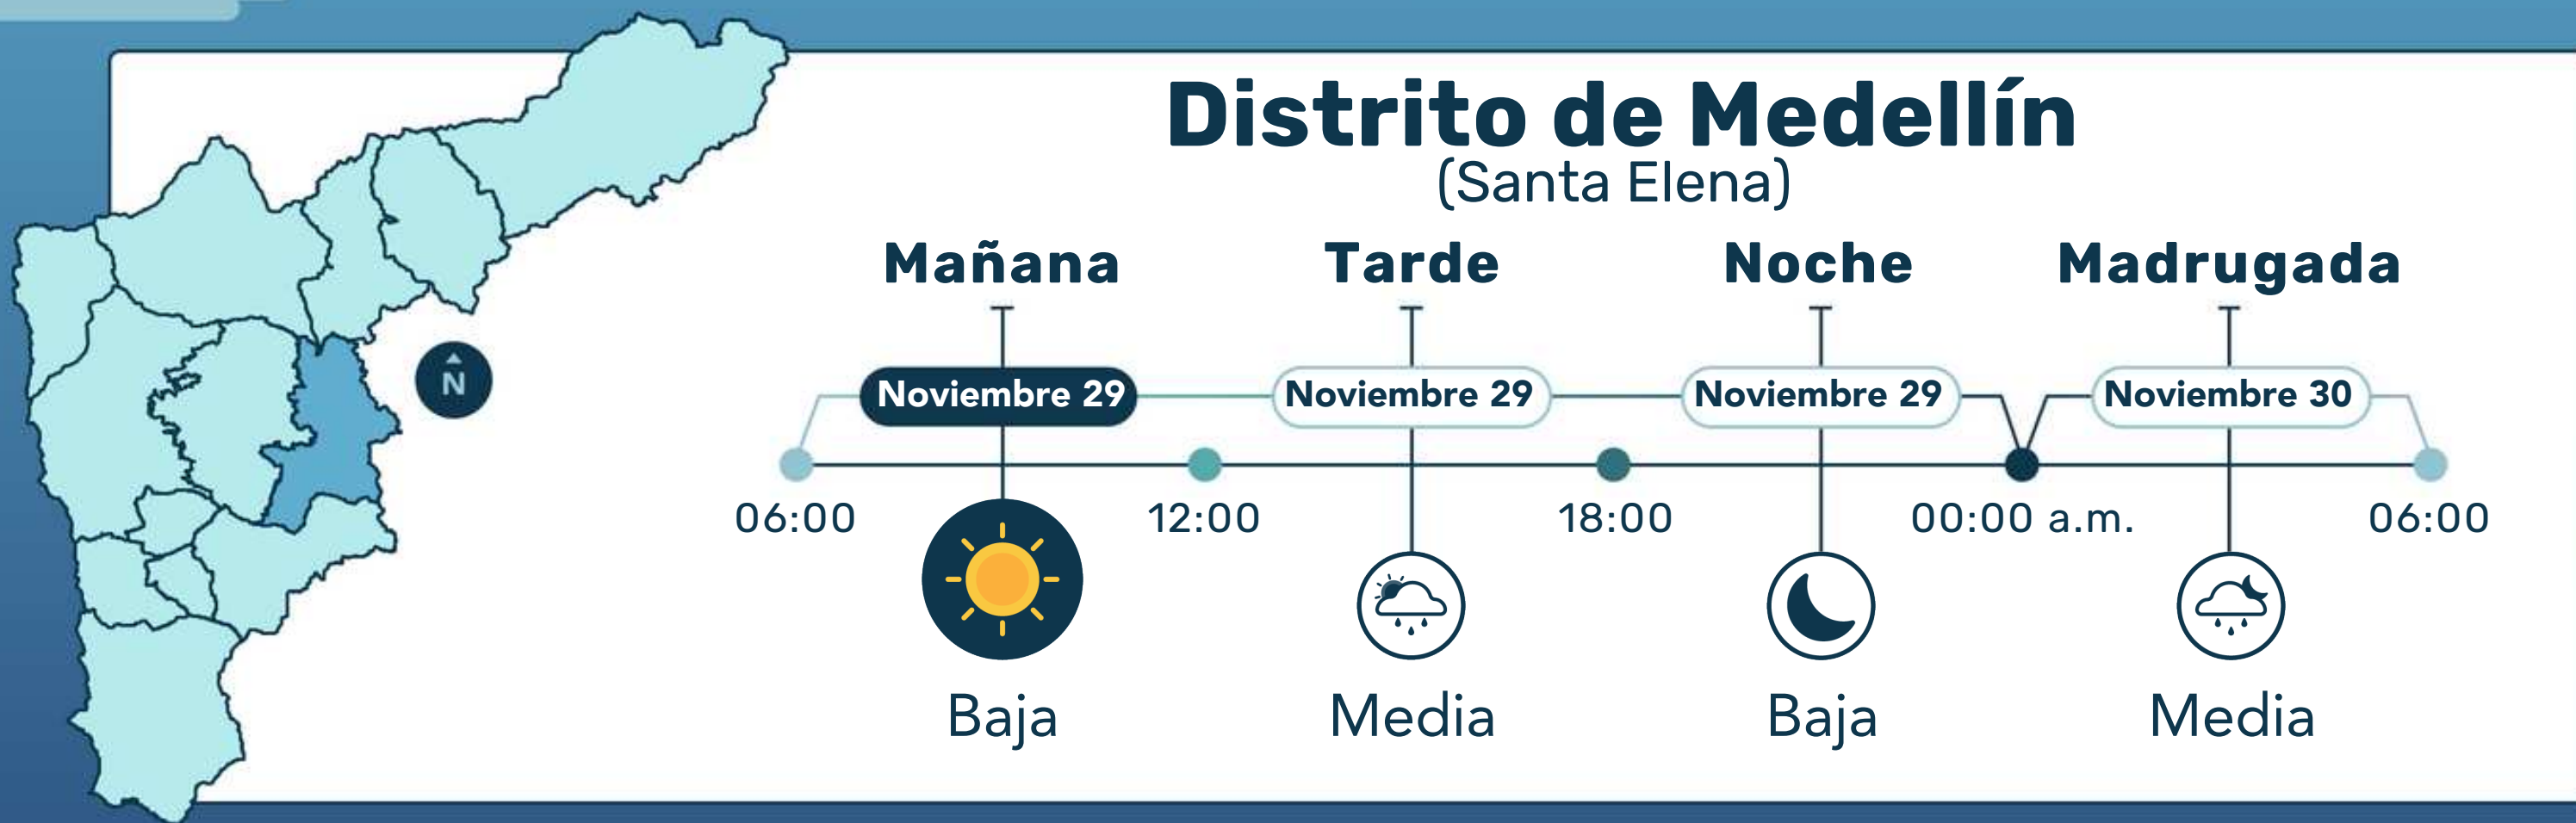 Distrito de Medellín
(Santa Elena)
Mañana Tarde Noche Madrugada
N
Noviembre 29 Noviembre 29 Noviembre 29 Noviembre 30
06:00 12:00 18:00 00:00 a.m. 06:00
Baja Media Baja Media